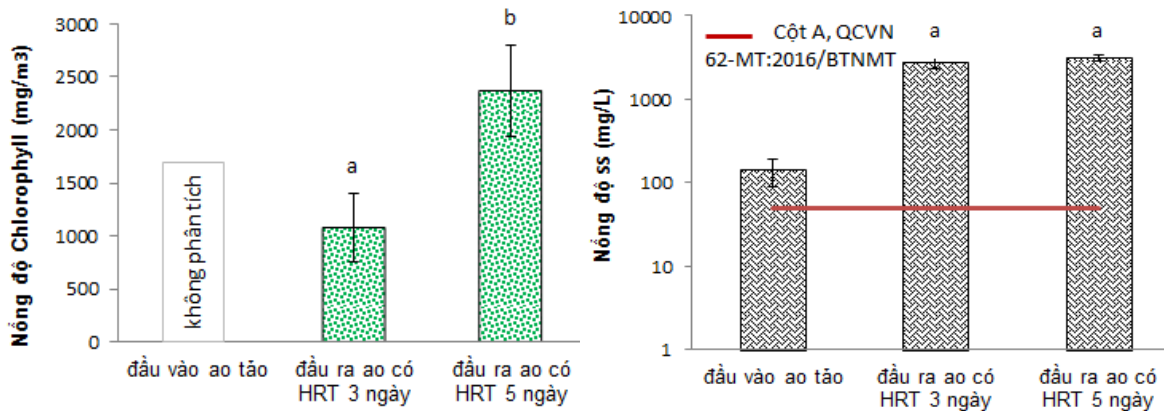 Nồng độ Chlorophyll (mg/m3)
3000
2500
2000
1500
1000
500
0
không phân tích
a
b
đầu vào ao tảo
đầu ra ao có
HRT 3 ngày
đầu ra ao có
HRT 5 ngày
Nồng độ ss (mg/L)
10000
1000
100
10
1
Cột A, QCVN
62-MT:2016/BTNMT
a
a
đầu vào ao tảo
đầu ra ao có
HRT 3 ngày
đầu ra ao có
HRT 5 ngày